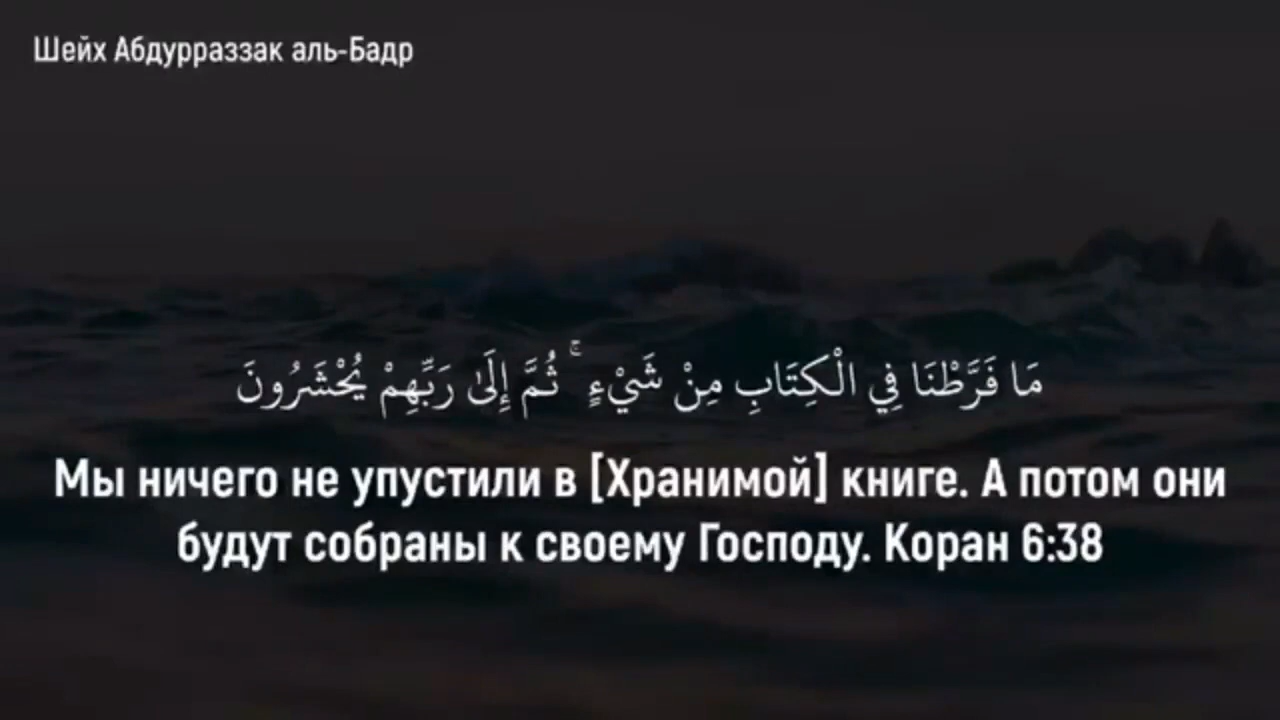 Шейх Абдурраззак аль-Бадр
مَا فَرَّطْنَا فِي الْكِتَابِ مِنْ شَيْءٍ ۚ ثُمَّ إِلَىٰ رَبِّهِمْ يُحْشَرُونَ
Мы ничего не упустили в [Хранимой] книге. А потом они
будут собраны к своему Господу. Коран 6:38